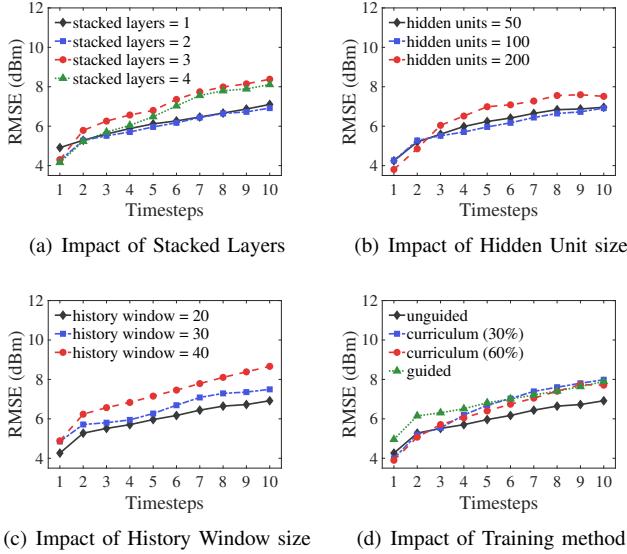 12
10
8
6
4
RMSE (dBm)
stacked layers = 1
stacked layers = 2
stacked layers = 3
stacked layers = 4
1 2 3 4 5 6 7 8 9 10
Timesteps
(a) Impact of Stacked Layers
12
10
8
6
4
RMSE (dBm)
hidden units = 50
hidden units = 100
hidden units = 200
1 2 3 4 5 6 7 8 9 10
Timesteps
(b) Impact of Hidden Unit size
12
10
8
6
4
RMSE (dBm)
history window = 20
history window = 30
history window = 40
1 2 3 4 5 6 7 8 9 10
Timesteps
(c) Impact of History Window size
12
10
8
6
4
RMSE (dBm)
unguided
curriculum (30%)
curriculum (60%)
guided
1 2 3 4 5 6 7 8 9 10
Timesteps
(d) Impact of Training method